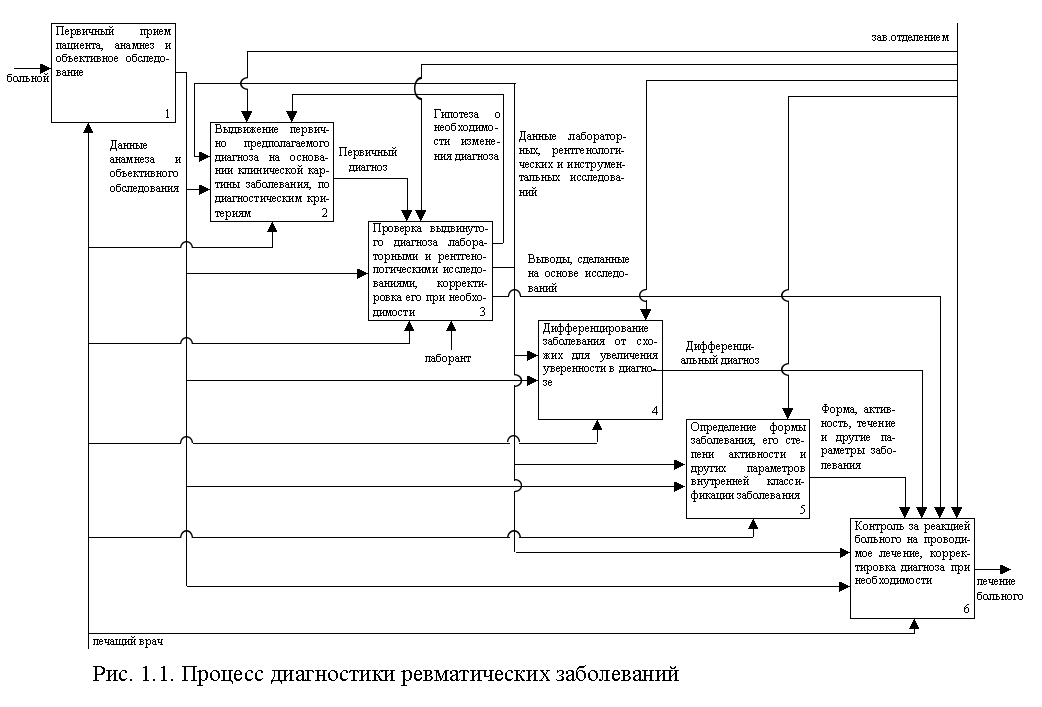 Первичный прием
пациента, анамнез и
объективное обследо-
вание
1
больной
зав.отделением
Данные
анамнеза и
объективного
обследования
Выдвижение первич-
но предполагаемого
диагноза на основа-
нии клинической кар-
тины заболевания, по
диагностическим кри-
териям
2
Первичный
диагноз
Гипотеза о
необходимо-
сти измене-
ния диагноза
Данные лаборатор-
ных, рентгеноло-
гических и инструмен-
тальных исследова-
ний
Проверка выдвинут-
ого диагноза лабора-
торными и рентгено-
логическими исследо-
ваниями, корректи-
ровка его при необхо-
димости
3
Выводы, сделанные
на основе исследо-
ваний
лаборант
Дифференцирование
заболевания от схо-
жих для увеличения
уверенности в диагно-
зе
4
Дифференци-
альный диагноз
Определение формы
заболевания, его сте-
пени активности и
других параметров
внутренней классифи-
кации заболевания
5
Форма, актив-
ность, течение
и другие па-
раметры забо-
левания
Контроль за реакцией
больного на проводи-
мое лечение, коррек-
тировка диагноза при
необходимости
6
лечение
больного
лечащий врач
Рис. 1.1. Процесс диагностики ревматических заболеваний